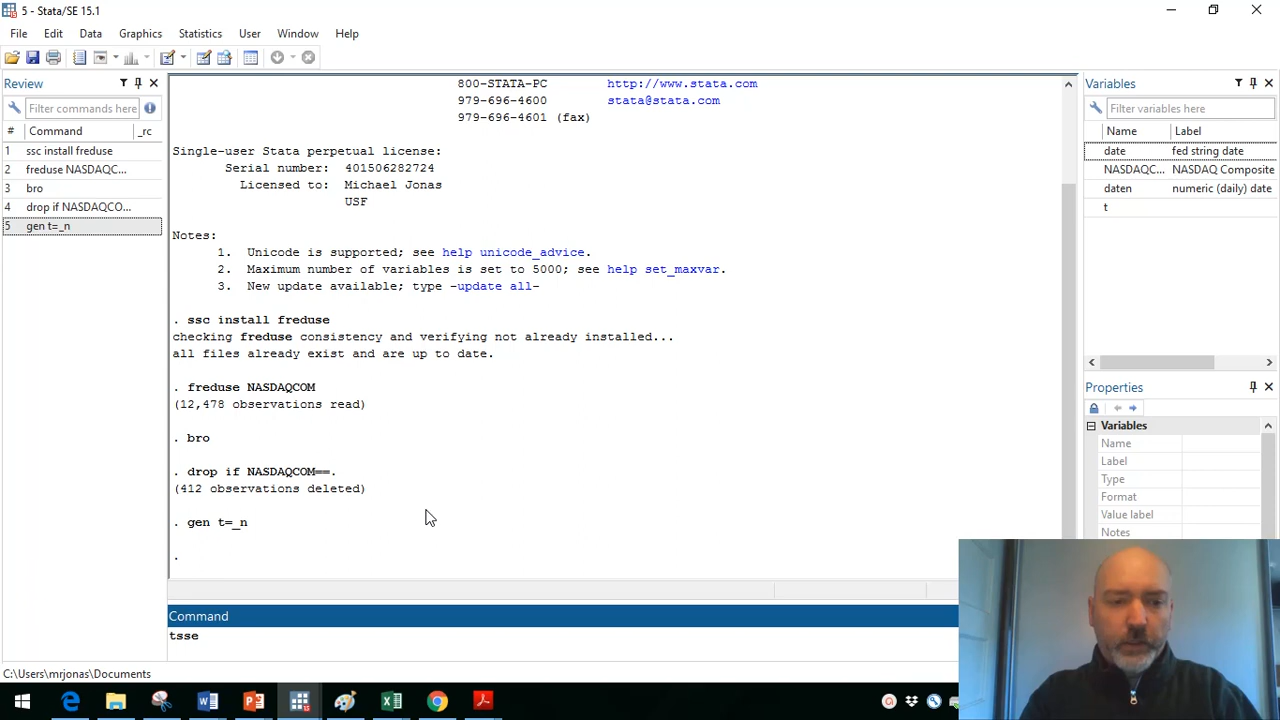 5 - Stata/SE 15.1
File Edit Data Graphics Statistics User Window Help
Review
Filter commands here
# Command _rc
1 ssc install freduse
2 freduse NASDAQC...
3 bro
4 drop if NASDAQCO...
5 gen t=_n
800-STATA-PC http://www.stata.com
979-696-4600 stata@stata.com
979-696-4601 (fax)
Single-user Stata perpetual license:
Serial number: 401506282724
Licensed to: Michael Jonas
USF
Notes:
1. Unicode is supported; see help unicode_advice.
2. Maximum number of variables is set to 5000; see help set_maxvar.
3. New update available; type -update all-
. ssc install freduse
checking freduse consistency and verifying not already installed...
all files already exist and are up to date.
. freduse NASDAQCOM
(12,478 observations read)
. bro
. drop if NASDAQCOM==.
(412 observations deleted)
. gen t=_n
.
Command
tsse
C:\Users\mrjonas\Documents
Variables
Filter variables here
Name Label
date fed string date
NASDAQC... NASDAQ Composite
daten numeric (daily) date
t
Properties
Variables
Name
Label
Type
Format
Value label
Notes